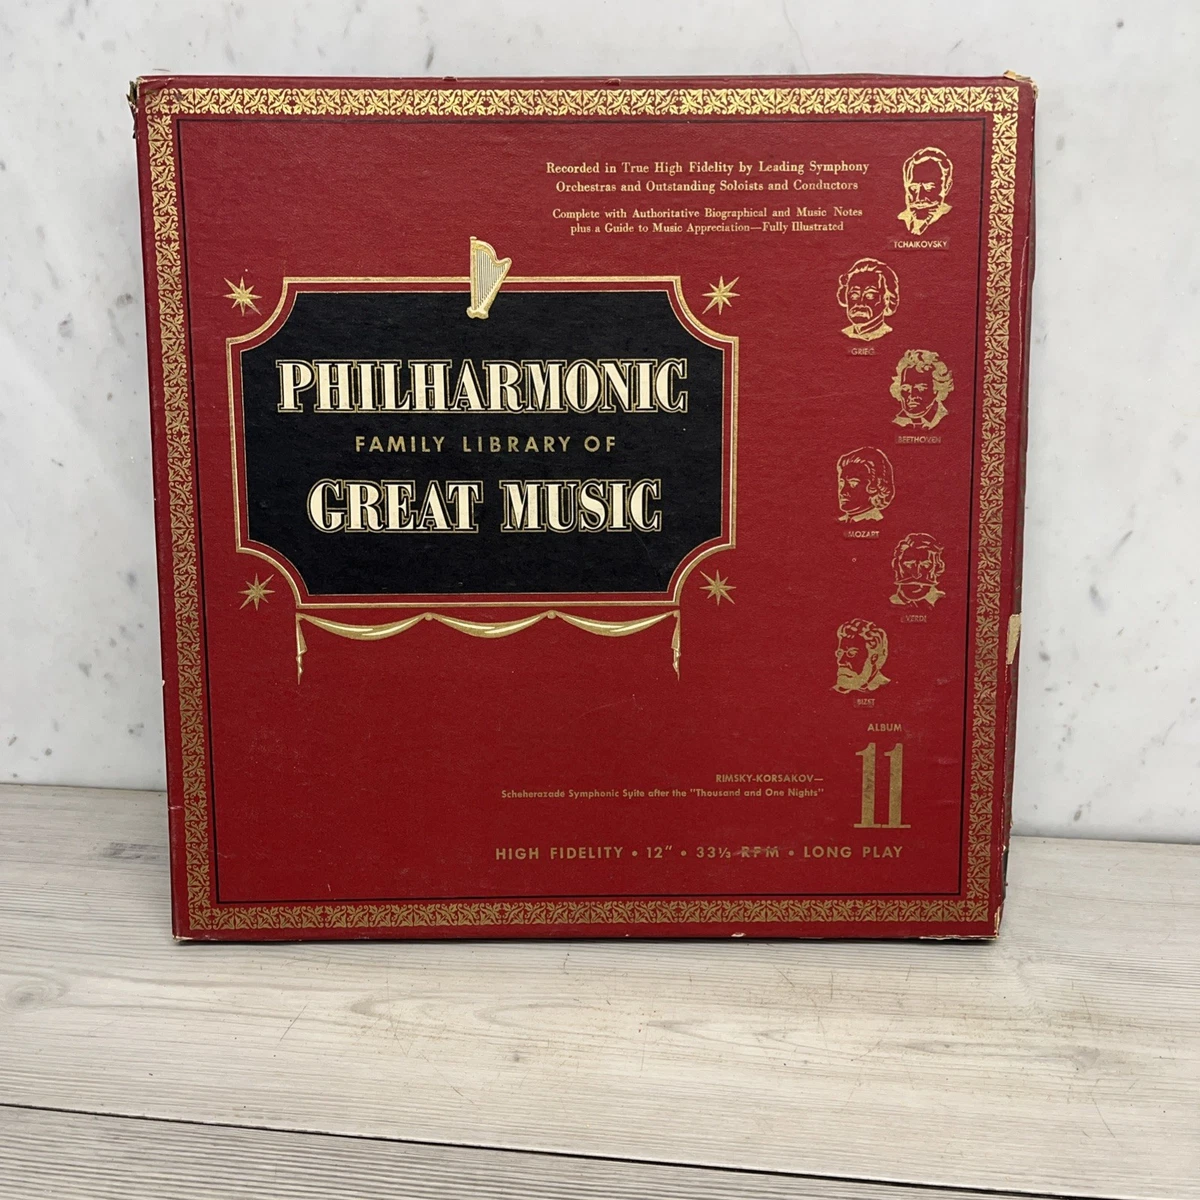 Recorded in True High Fidelity by Leading Symphony
Orchestras and Outstanding Soloists and Conductors
Complete with Authoritative Biographical and Music Notes
plus a Guide to Music Appreciation—Fully Illustrated
TCHAIKOVSKY
GRIEG
BEETHOVEN
MOZART
VERDI
BIZET
PHILHARMONIC
FAMILY LIBRARY OF
GREAT MUSIC
ALBUM
11
RIMSKY-KORSAKOV—
Scheherazade Symphonic Suite after the "Thousand and One Nights"
HIGH FIDELITY • 12" • 33⅓ RPM • LONG PLAY